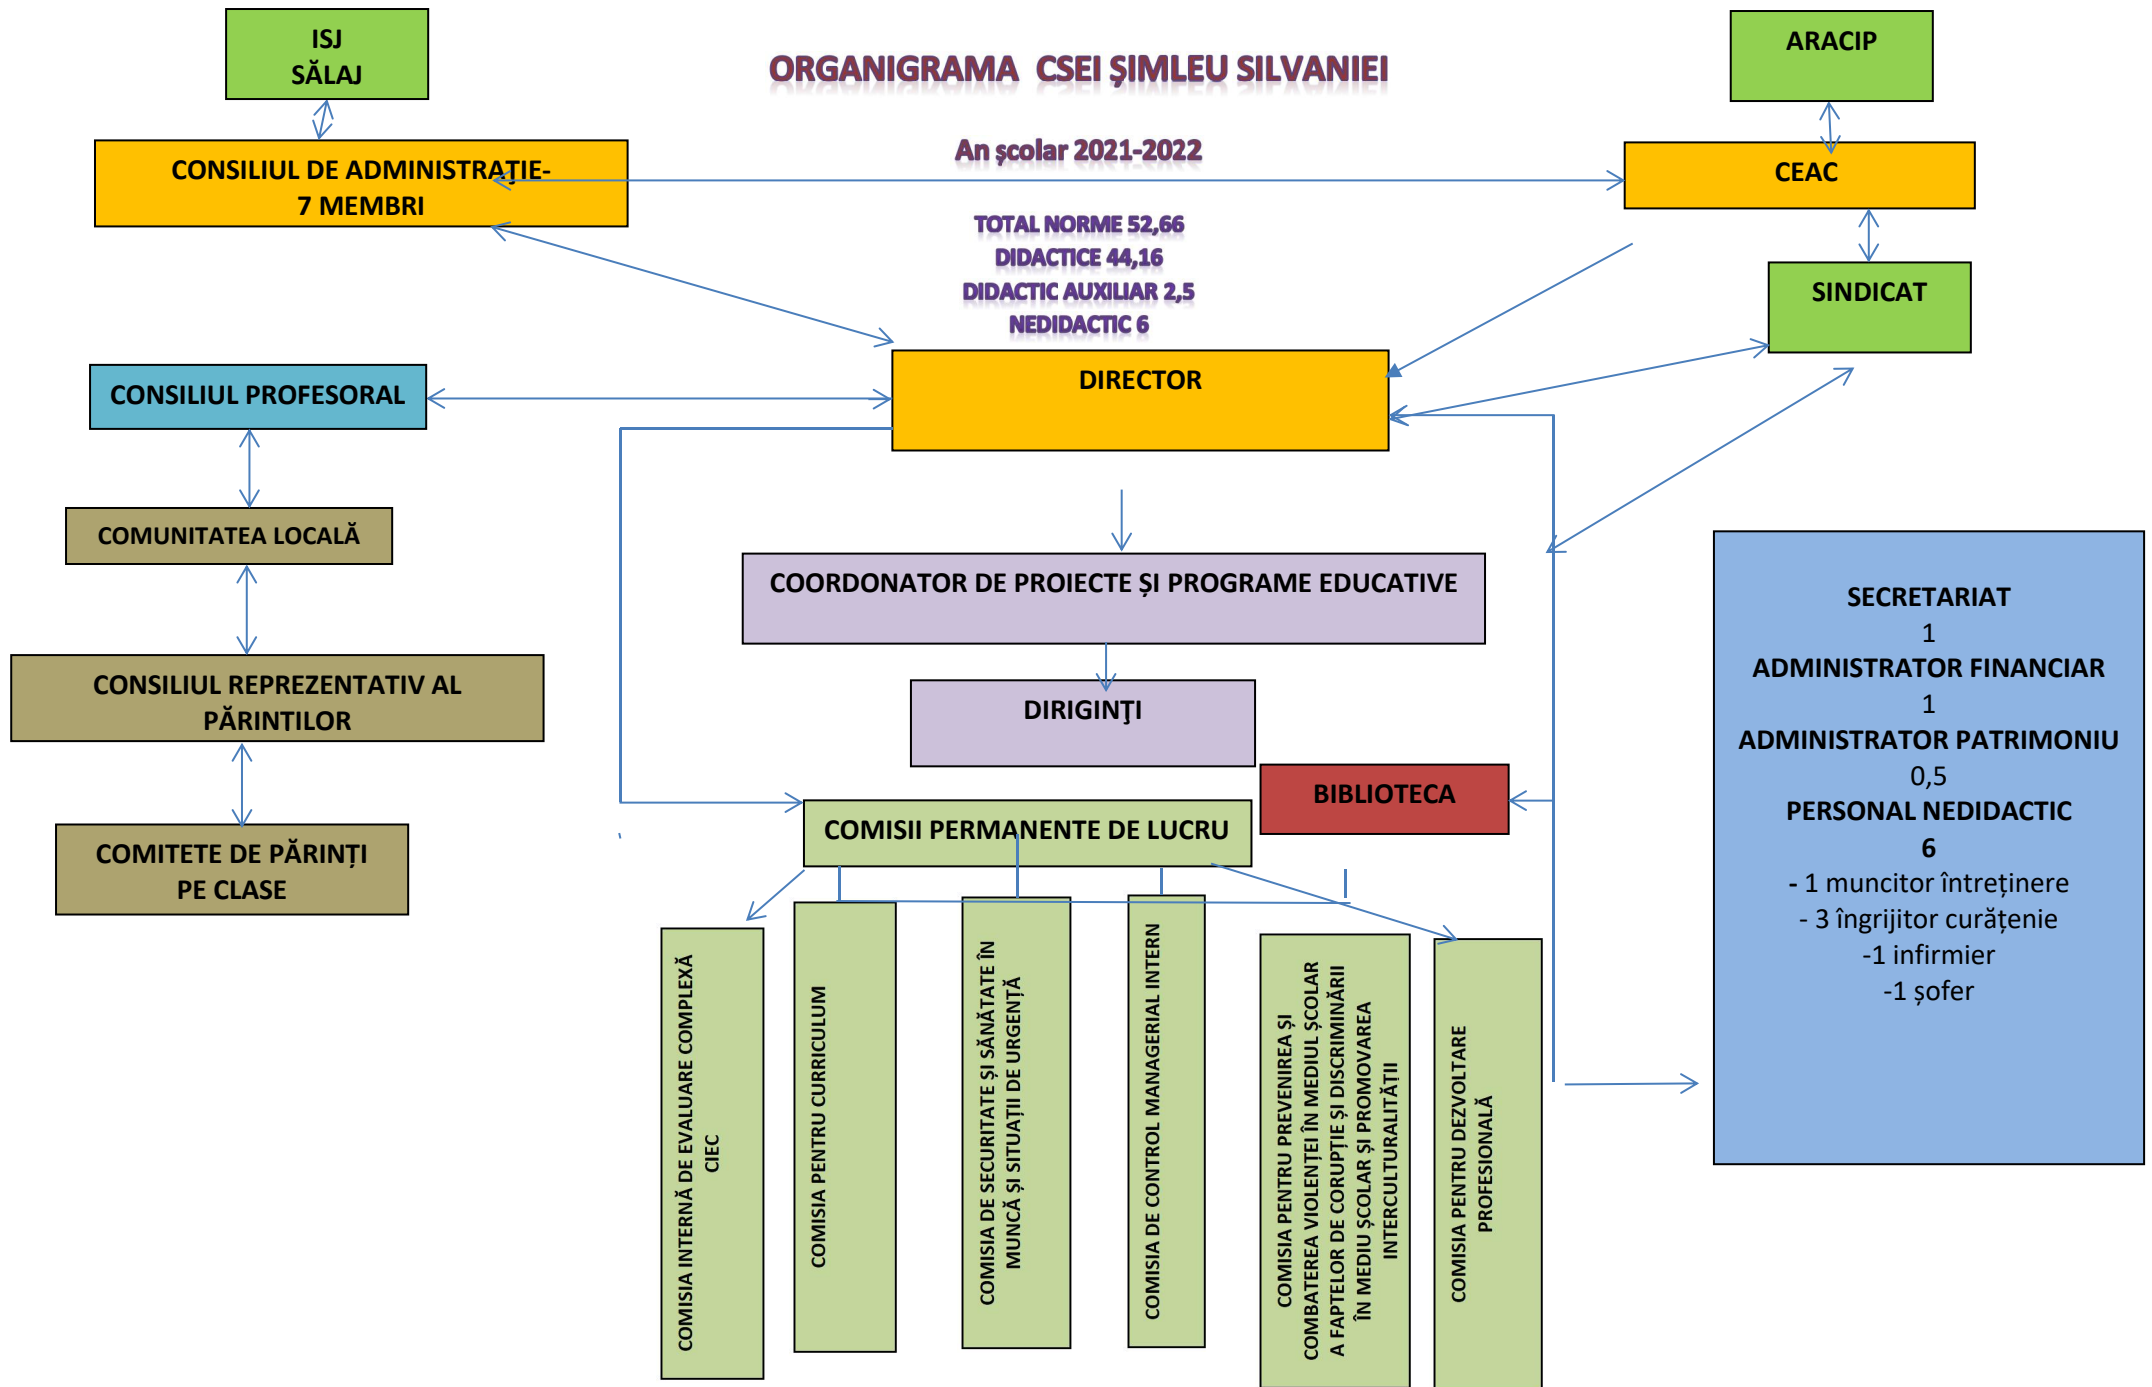 ISJ
SĂLAJ
ORGANIGRAMA CSEI ȘIMLEU SILVANIEI
ARACIP
An școlar 2021-2022
CONSILIUL DE ADMINISTRAŢIE-
7 MEMBRI
CEAC
TOTAL NORME 52,66
DIDACTICE 44,16
DIDACTIC AUXILIAR 2,5
NEDIDACTIC 6
SINDICAT
DIRECTOR
CONSILIUL PROFESORAL
COMUNITATEA LOCALĂ
CONSILIUL REPREZENTATIV AL
PĂRINȚILOR
COMITETE DE PĂRINȚI
PE CLASE
COORDONATOR DE PROIECTE ȘI PROGRAME EDUCATIVE
DIRIGINŢI
BIBLIOTECA
COMISII PERMANENTE DE LUCRU
COMISIA INTERNĂ DE EVALUARE COMPLEXĂ
CIEC
COMISIA PENTRU CURRICULUM
COMISIA DE SECURITATE ȘI SĂNĂTATE ÎN
MUNCĂ ȘI SITUAȚII DE URGENȚĂ
COMISIA DE CONTROL MANAGERIAL INTERN
COMISIA PENTRU PREVENIREA ȘI
COMBATEREA VIOLENȚEI ÎN MEDIUL ȘCOLAR
A FAPTELOR DE CORUPȚIE ȘI DISCRIMINĂRII
ÎN MEDIU ȘCOLAR ȘI PROMOVAREA
INTERCULTURALITĂȚII
COMISIA PENTRU DEZVOLTARE
PROFESIONALĂ
SECRETARIAT
1
ADMINISTRATOR FINANCIAR
1
ADMINISTRATOR PATRIMONIU
0,5
PERSONAL NEDIDACTIC
6
- 1 muncitor întreținere
- 3 îngrijitor curățenie
-1 infirmier
-1 șofer